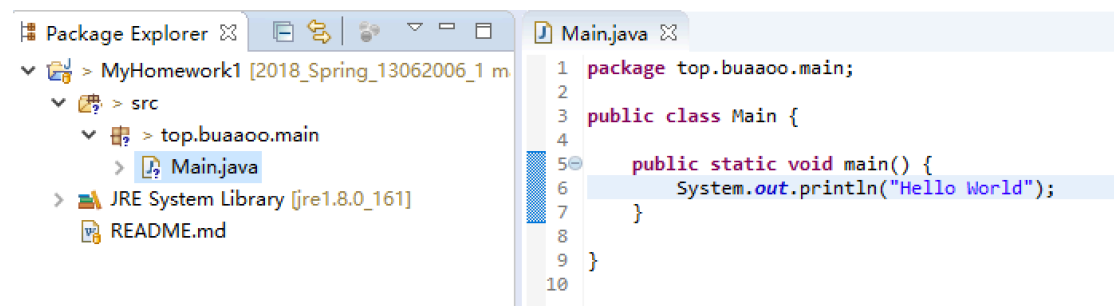 Package Explorer
> MyHomework1 [2018_Spring_13062006_1 m
> src
> top.buaaoo.main
Main.java
JRE System Library [jre1.8.0_161]
README.md
Main.java
1 package top.buaaoo.main;
2
3 public class Main {
4
5 public static void main() {
6 System.out.println("Hello World");
7 }
8
9 }
10